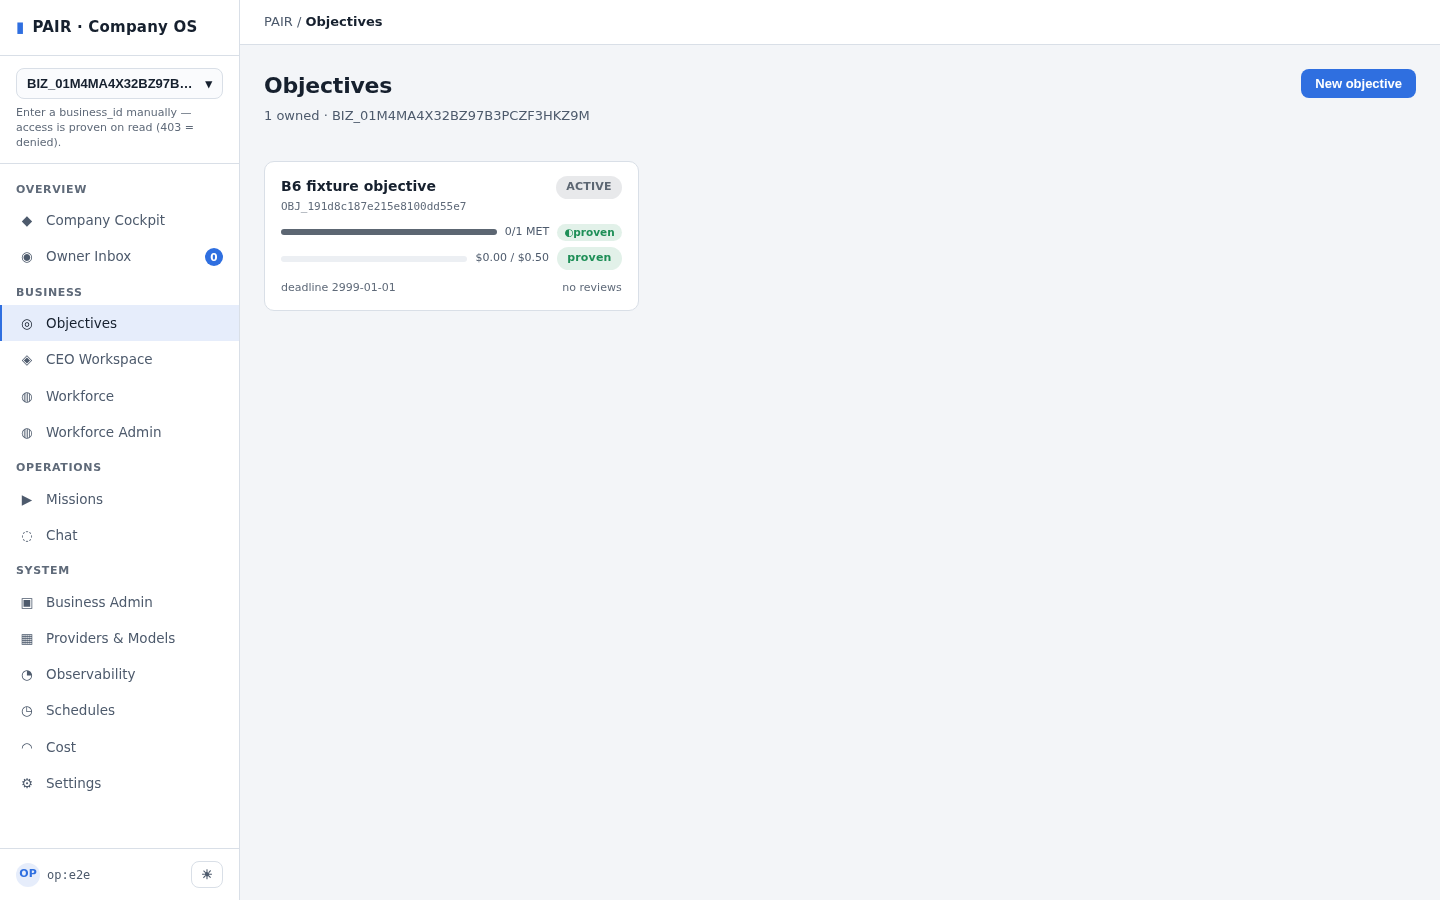 PAIR · Company OS
BIZ_01M4MA4X32BZ97B… ▾
Enter a business_id manually —
access is proven on read (403 =
denied).
OVERVIEW
Company Cockpit
Owner Inbox 0
BUSINESS
Objectives
CEO Workspace
Workforce
Workforce Admin
OPERATIONS
Missions
Chat
SYSTEM
Business Admin
Providers & Models
Observability
Schedules
Cost
Settings
OP op:e2e
PAIR / Objectives
Objectives
New objective
1 owned · BIZ_01M4MA4X32BZ97B3PCZF3HKZ9M
B6 fixture objective ACTIVE
OBJ_191d8c187e215e8100dd55e7
0/1 MET ◐proven
$0.00 / $0.50 proven
deadline 2999-01-01 no reviews